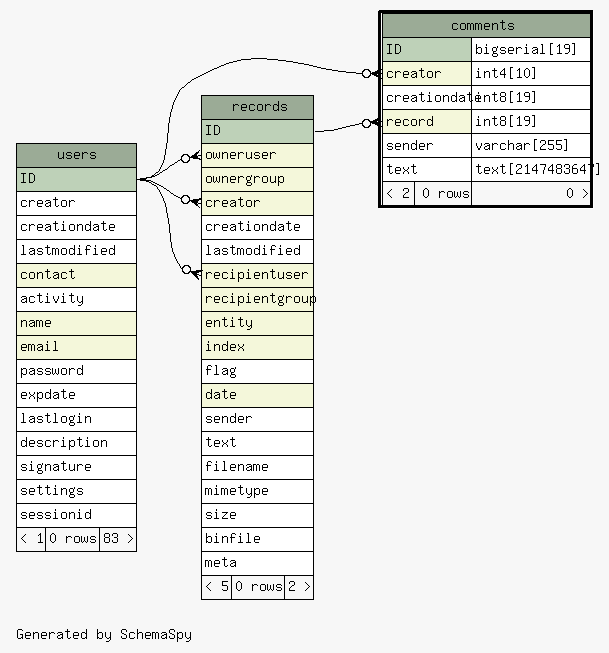 comments
ID bigserial[19]
creator int4[10]
creationdate int8[19]
record int8[19]
sender varchar[255]
text text[2147483647]
< 2 0 rows 0 >
records
ID
owneruser
ownergroup
creator
creationdate
lastmodified
recipientuser
recipientgroup
entity
index
flag
date
sender
text
filename
mimetype
size
binfile
meta
< 5 0 rows 2 >
users
ID
creator
creationdate
lastmodified
contact
activity
name
email
password
expdate
lastlogin
description
signature
settings
sessionid
< 1 0 rows 83 >
Generated by SchemaSpy